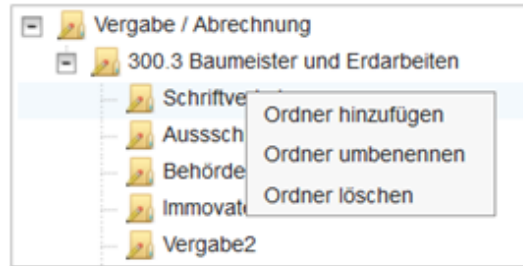 Vergabe / Abrechnung
300.3 Baumeister und Erdarbeiten
Ordner hinzufügen
Ordner umbenennen
Ordner löschen
Vergabe2